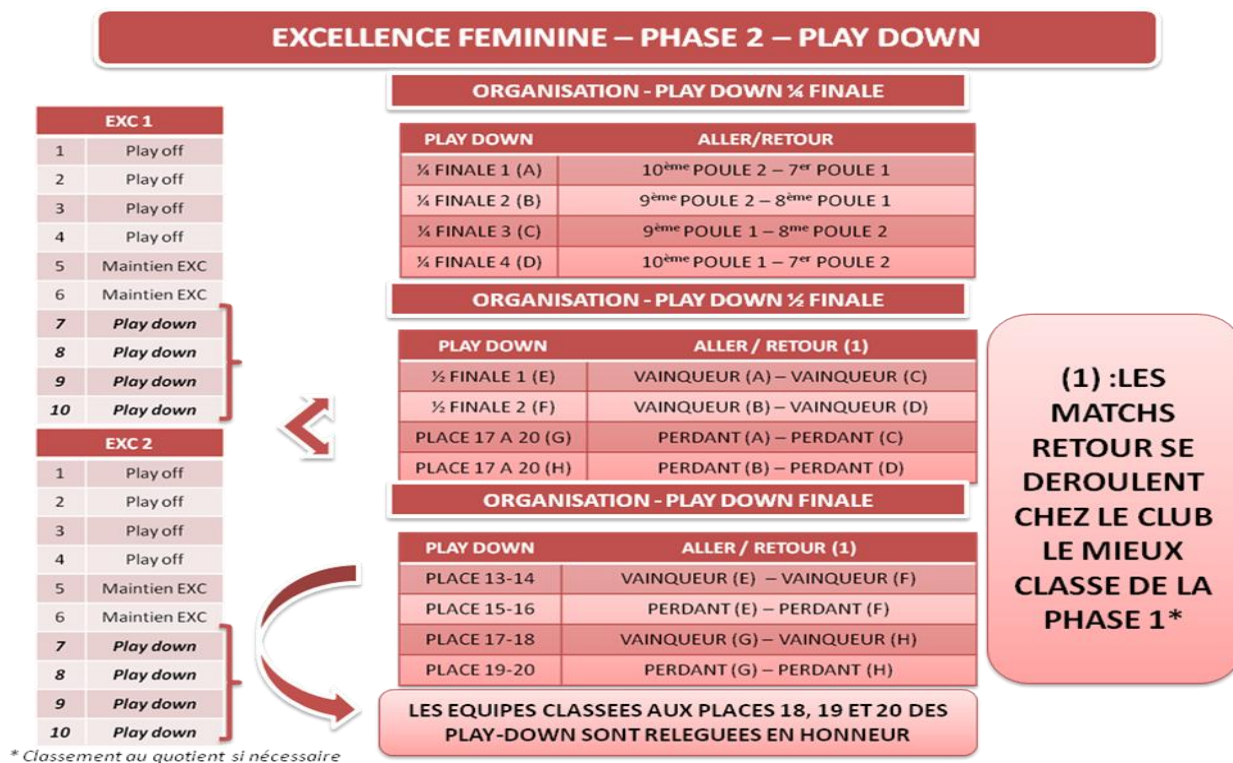 EXCELLENCE FEMININE – PHASE 2 – PLAY DOWN
EXC 1
1 Play off
2 Play off
3 Play off
4 Play off
5 Maintien EXC
6 Maintien EXC
7 Play down
8 Play down
9 Play down
10 Play down
EXC 2
1 Play off
2 Play off
3 Play off
4 Play off
5 Maintien EXC
6 Maintien EXC
7 Play down
8 Play down
9 Play down
10 Play down
* Classement au quotient si nécessaire
ORGANISATION - PLAY DOWN ¼ FINALE
PLAY DOWN ALLER/RETOUR
¼ FINALE 1 (A) 10ème POULE 2 – 7er POULE 1
¼ FINALE 2 (B) 9ème POULE 2 – 8ème POULE 1
¼ FINALE 3 (C) 9ème POULE 1 – 8me POULE 2
¼ FINALE 4 (D) 10ème POULE 1 – 7er POULE 2
ORGANISATION - PLAY DOWN ½ FINALE
PLAY DOWN ALLER / RETOUR (1)
½ FINALE 1 (E) VAINQUEUR (A) – VAINQUEUR (C)
½ FINALE 2 (F) VAINQUEUR (B) – VAINQUEUR (D)
PLACE 17 A 20 (G) PERDANT (A) – PERDANT (C)
PLACE 17 A 20 (H) PERDANT (B) – PERDANT (D)
ORGANISATION - PLAY DOWN FINALE
PLAY DOWN ALLER / RETOUR (1)
PLACE 13-14 VAINQUEUR (E) – VAINQUEUR (F)
PLACE 15-16 PERDANT (E) – PERDANT (F)
PLACE 17-18 VAINQUEUR (G) – VAINQUEUR (H)
PLACE 19-20 PERDANT (G) – PERDANT (H)
LES EQUIPES CLASSEES AUX PLACES 18, 19 ET 20 DES
PLAY-DOWN SONT RELEGUEES EN HONNEUR
(1) :LES
MATCHS
RETOUR SE
DEROULENT
CHEZ LE CLUB
LE MIEUX
CLASSE DE LA
PHASE 1*